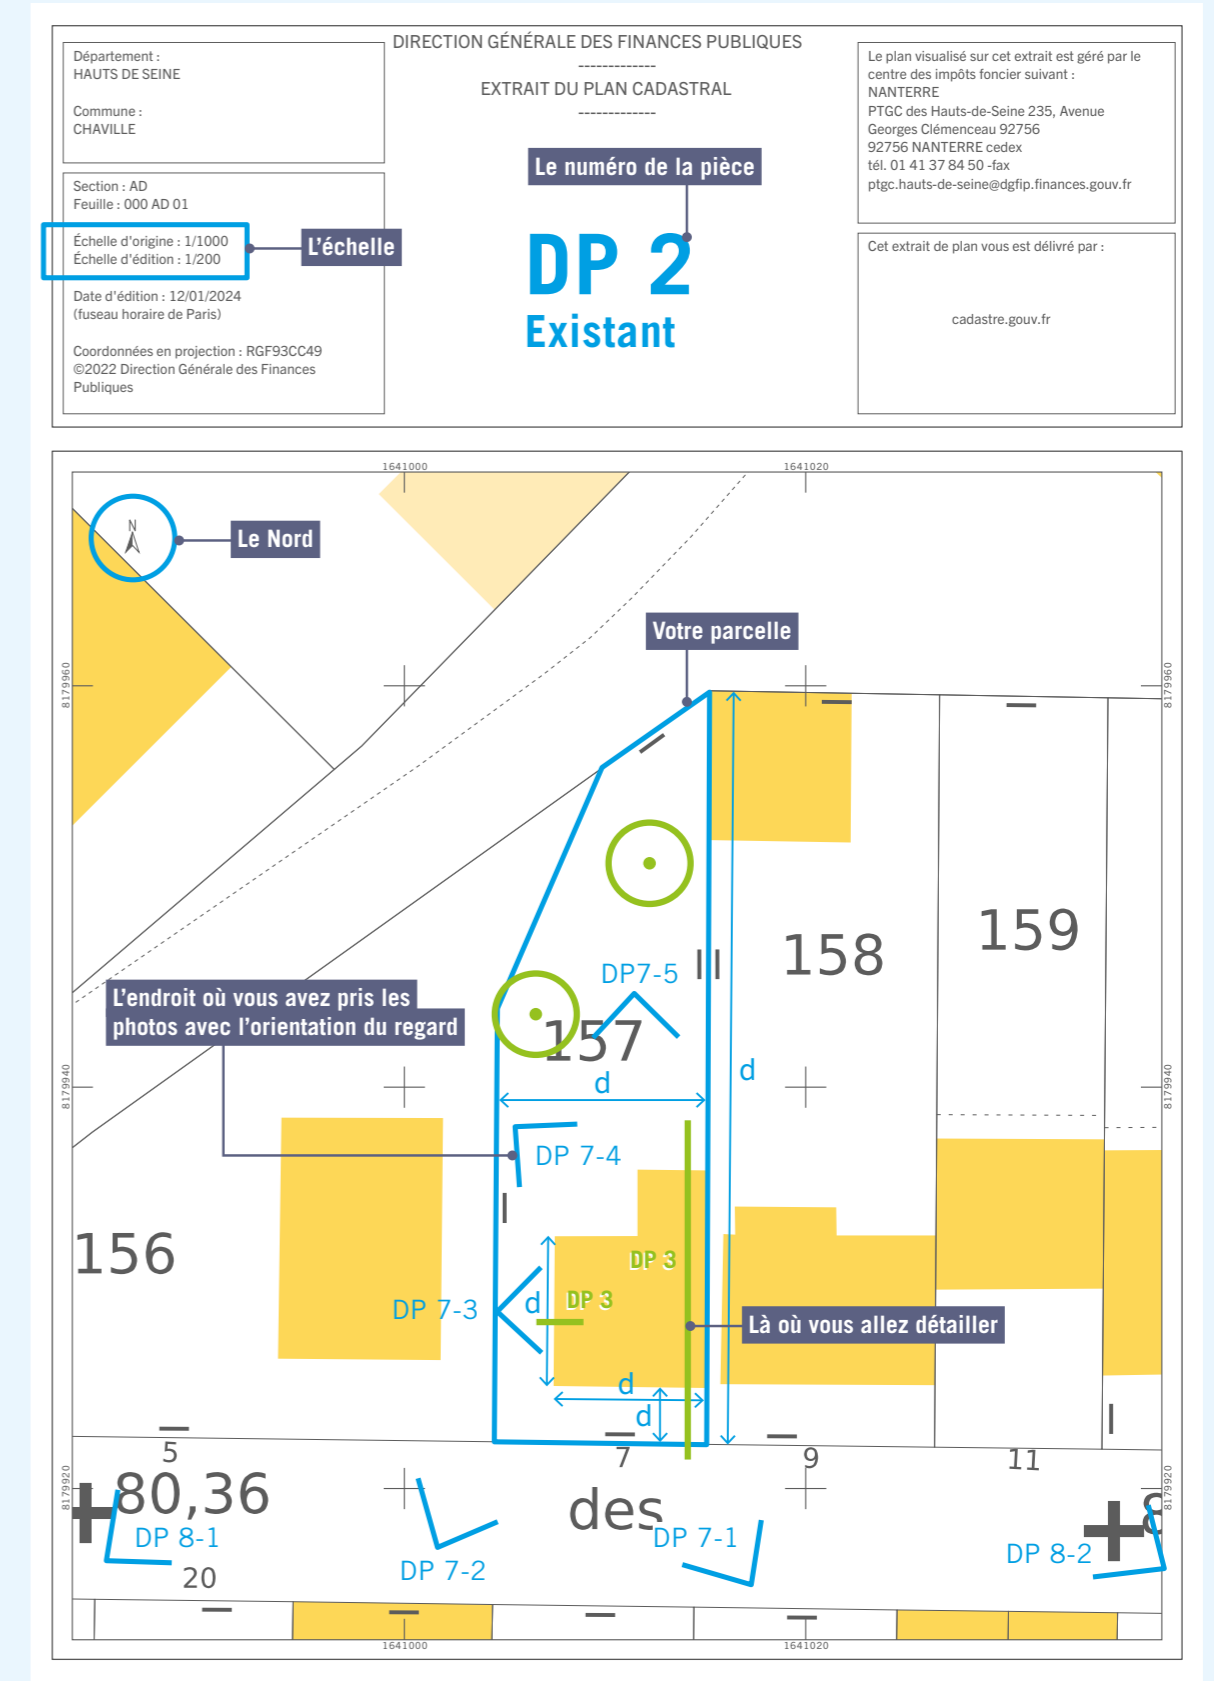 Département :
HAUTS DE SEINE
Commune :
CHAVILLE
Section : AD
Feuille : 000 AD 01
Échelle d'origine : 1/1000
Échelle d'édition : 1/200
L'échelle
Date d'édition : 12/01/2024
(fuseau horaire de Paris)
Coordonnées en projection : RGF93CC49
©2022 Direction Générale des Finances
Publiques
DIRECTION GÉNÉRALE DES FINANCES PUBLIQUES
-------------
EXTRAIT DU PLAN CADASTRAL
-------------
Le numéro de la pièce
DP 2
Existant
Le plan visualisé sur cet extrait est géré par le
centre des impôts foncier suivant :
NANTERRE
PTGC des Hauts-de-Seine 235, Avenue
Georges Clémenceau 92756
92756 NANTERRE cedex
tél. 01 41 37 84 50 -fax
ptgc.hauts-de-seine@dgfip.finances.gouv.fr
Cet extrait de plan vous est délivré par :
cadastre.gouv.fr
1641000
1641020
N
Le Nord
Votre parcelle
8179960
8179960
159
158
DP7-5
L'endroit où vous avez pris les
photos avec l'orientation du regard
157
d
d
8179940
8179940
DP 7-4
156
DP 3
DP 7-3
d
DP 3
Là où vous allez détailler
d
d
5
7
9
11
8179920
8179920
80,36
des
8
DP 8-1
DP 7-1
DP 8-2
DP 7-2
20
1641000
1641020